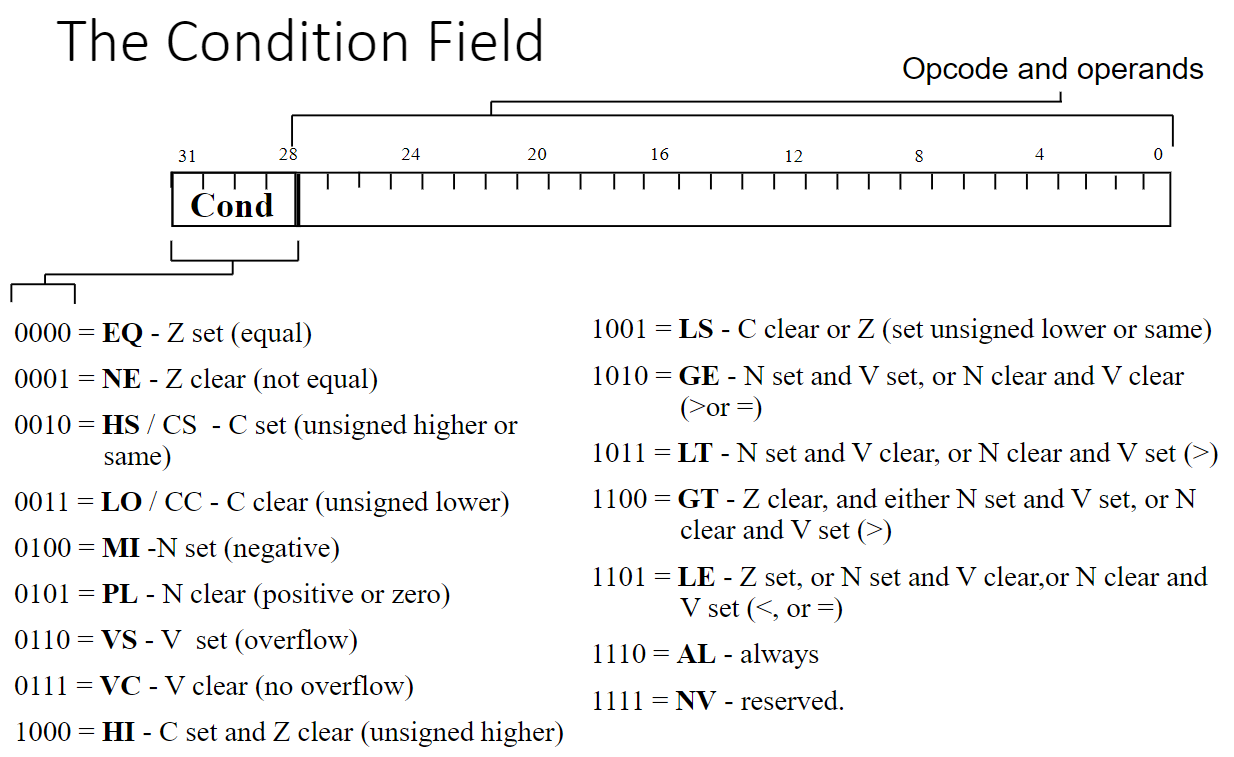 The Condition Field
Opcode and operands
31 28 24 20 16 12 8 4 0
Cond
0000 = EQ - Z set (equal)
0001 = NE - Z clear (not equal)
0010 = HS / CS - C set (unsigned higher or
same)
0011 = LO / CC - C clear (unsigned lower)
0100 = MI -N set (negative)
0101 = PL - N clear (positive or zero)
0110 = VS - V set (overflow)
0111 = VC - V clear (no overflow)
1000 = HI - C set and Z clear (unsigned higher)
1001 = LS - C clear or Z (set unsigned lower or same)
1010 = GE - N set and V set, or N clear and V clear
(>or =)
1011 = LT - N set and V clear, or N clear and V set (>)
1100 = GT - Z clear, and either N set and V set, or N
clear and V set (>)
1101 = LE - Z set, or N set and V clear,or N clear and
V set (<, or =)
1110 = AL - always
1111 = NV - reserved.